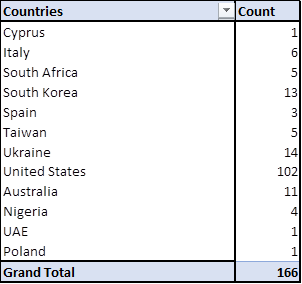 Countries Count
Cyprus 1
Italy 6
South Africa 5
South Korea 13
Spain 3
Taiwan 5
Ukraine 14
United States 102
Australia 11
Nigeria 4
UAE 1
Poland 1
Grand Total 166